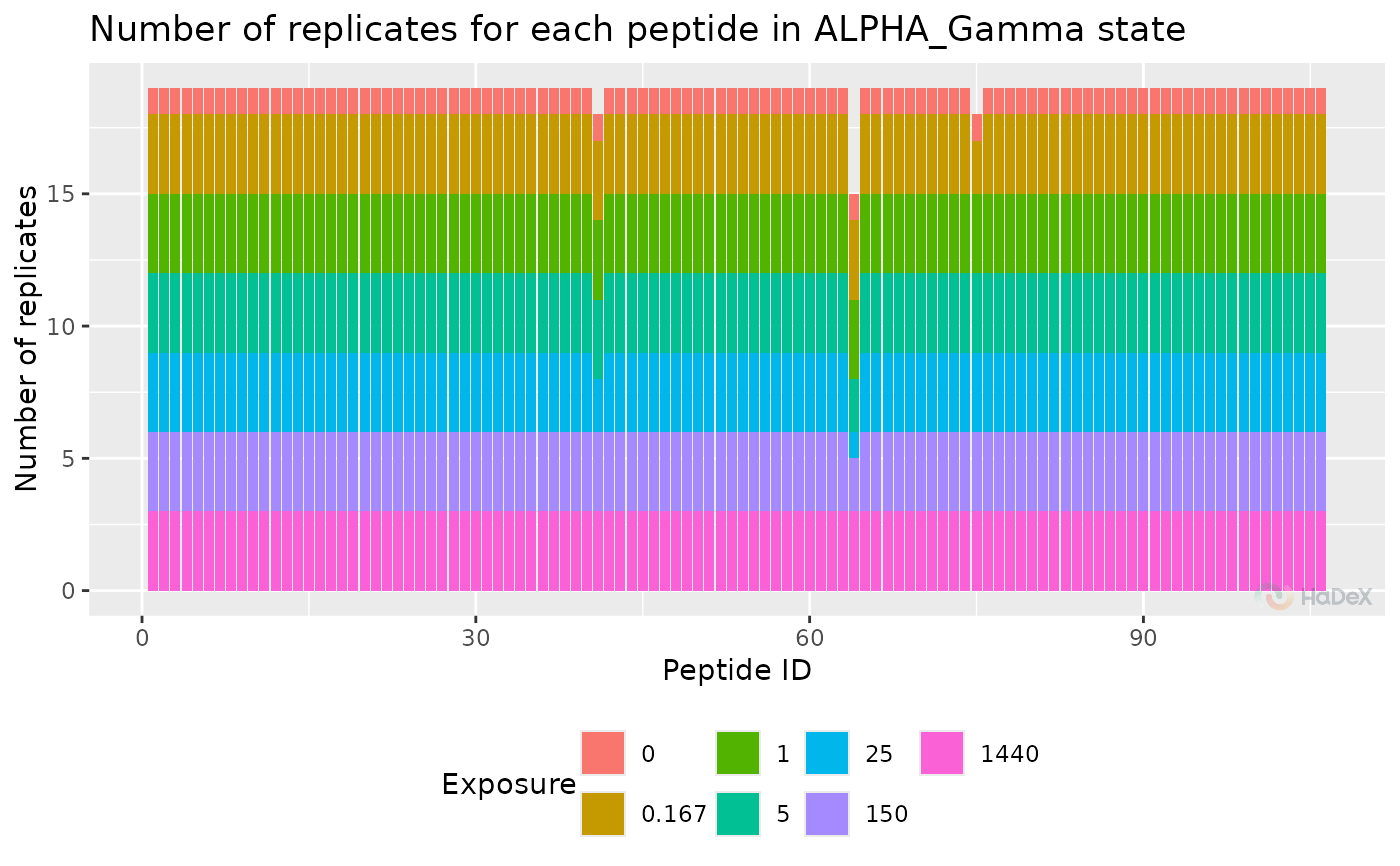 Number of replicates for each peptide in ALPHA_Gamma state
Number of replicates
15
10
5
0
0 30 60 90
Peptide ID
HaDeX
Exposure
0 1 25 1440
0.167 5 150